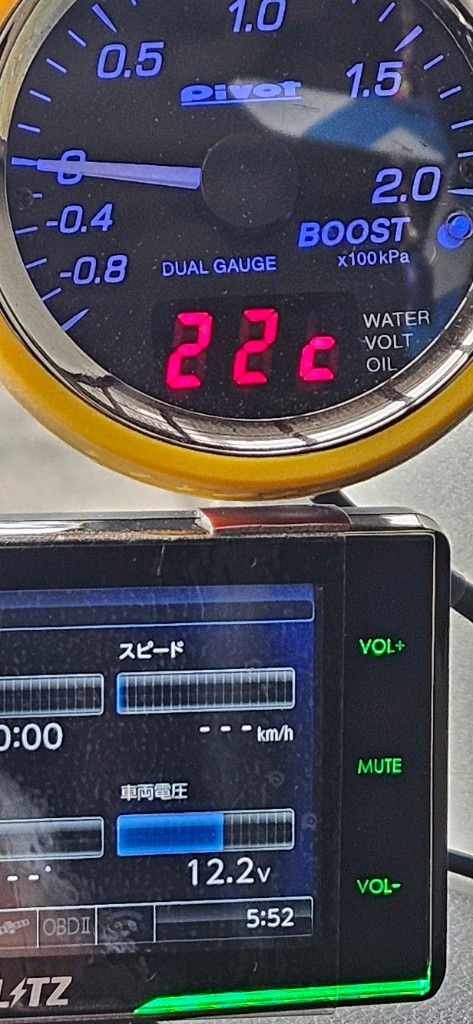 1.0
0.5
Pivot
1.5
0
2.0
-0.4
BOOST
x100kPa
-0.8
DUAL GAUGE
22c
WATER
VOLT
OIL
スピード
VOL+
0:00
---km/h
MUTE
車両電圧
--.
12.2v
VOL-
OBDII
5:52
LITZ